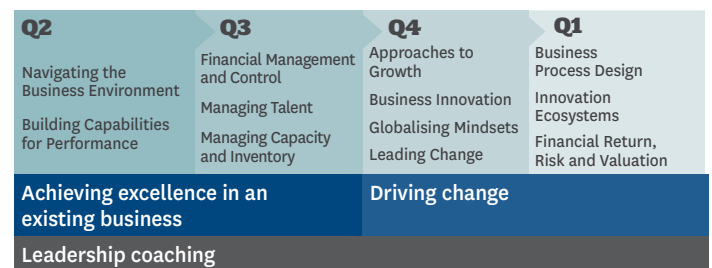 Q2
Navigating the
Business Environment
Building Capabilities
for Performance
Q3
Financial Management
and Control
Managing Talent
Managing Capacity
and Inventory
Q4
Approaches to
Growth
Business Innovation
Globalising Mindsets
Leading Change
Q1
Business
Process Design
Innovation
Ecosystems
Financial Return,
Risk and Valuation
Achieving excellence in an
existing business
Driving change
Leadership coaching